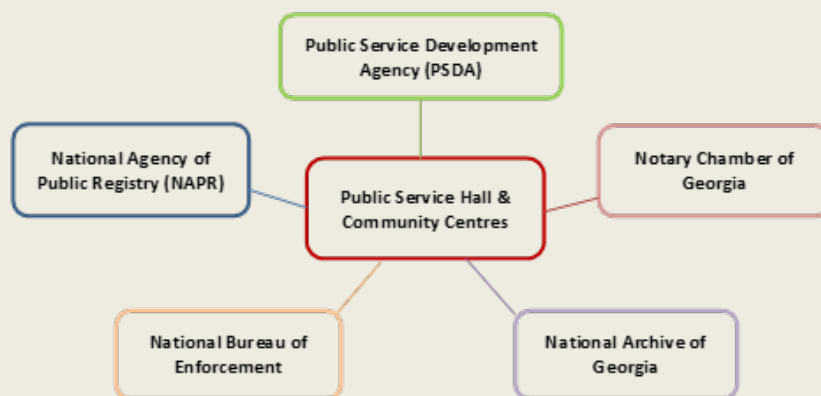 Public Service Development
Agency (PSDA)
National Agency of
Public Registry (NAPR)
Notary Chamber of
Georgia
Public Service Hall &
Community Centres
National Bureau of
Enforcement
National Archive of
Georgia